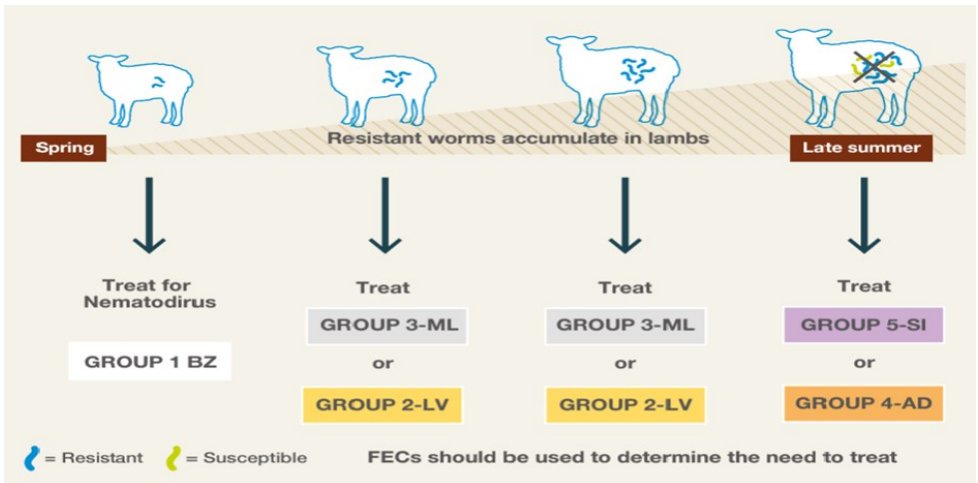 Spring
Resistant worms accumulate in lambs
Late summer
Treat for
Nematodirus
GROUP 1 BZ
Treat
GROUP 3-ML
or
GROUP 2-LV
Treat
GROUP 3-ML
or
GROUP 2-LV
Treat
GROUP 5-SI
or
GROUP 4-AD
= Resistant
= Susceptible
FECs should be used to determine the need to treat